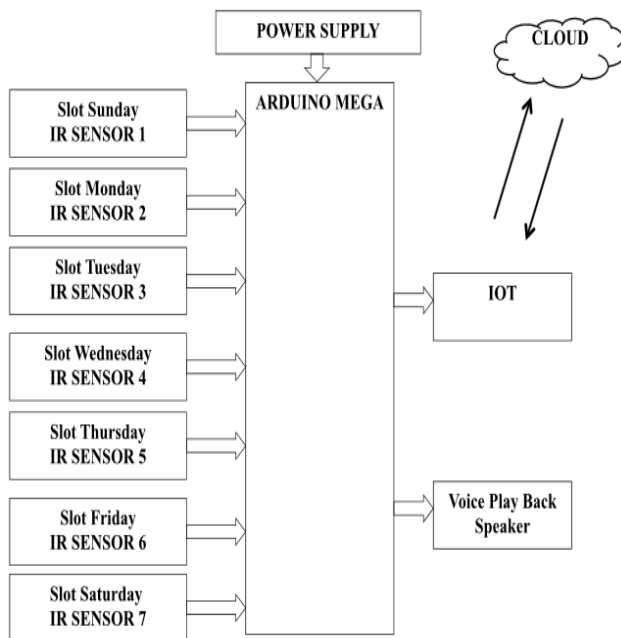 POWER SUPPLY
CLOUD
ARDUINO MEGA
Slot Sunday
IR SENSOR 1
Slot Monday
IR SENSOR 2
Slot Tuesday
IR SENSOR 3
Slot Wednesday
IR SENSOR 4
Slot Thursday
IR SENSOR 5
Slot Friday
IR SENSOR 6
Slot Saturday
IR SENSOR 7
IOT
Voice Play Back
Speaker